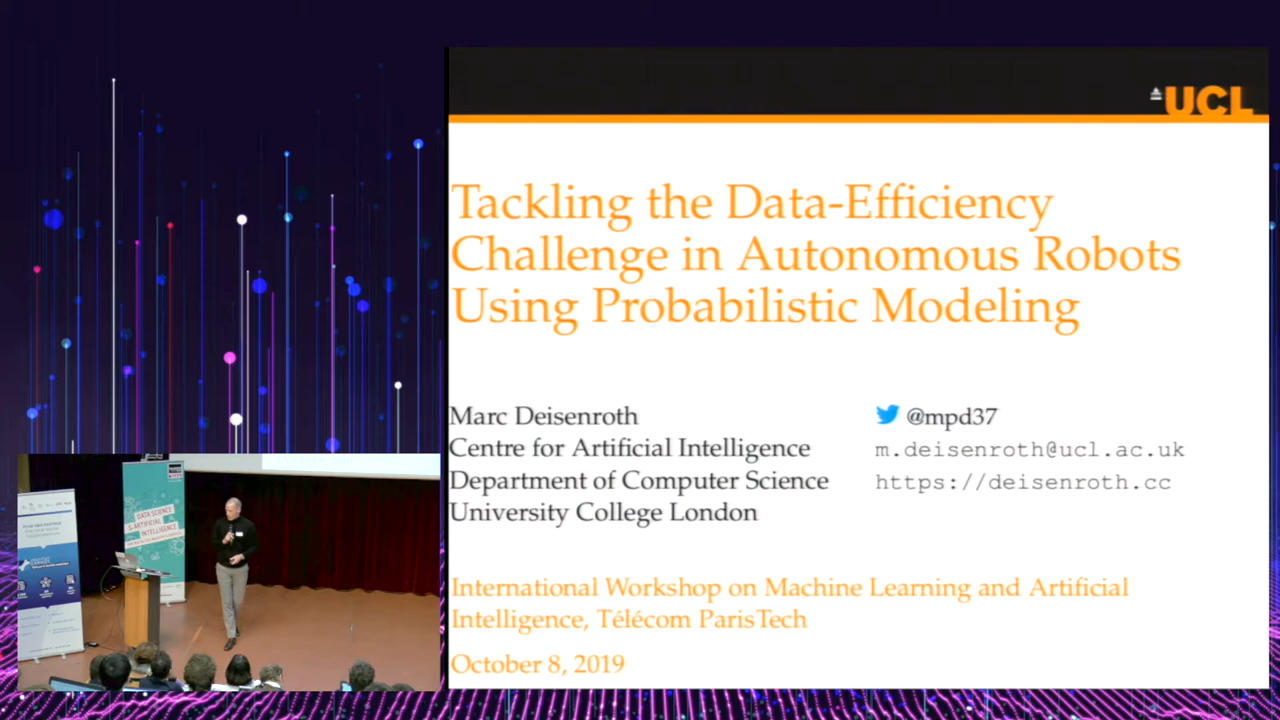 UCL
Tackling the Data-Efficiency
Challenge in Autonomous Robots
Using Probabilistic Modeling
Marc Deisenroth
Centre for Artificial Intelligence
Department of Computer Science
University College London
@mpd37
m.deisenroth@ucl.ac.uk
https://deisenroth.cc
International Workshop on Machine Learning and Artificial
Intelligence, Télécom ParisTech
October 8, 2019
DATA SCIENCE
& ARTIFICIAL
INTELLIGENCE